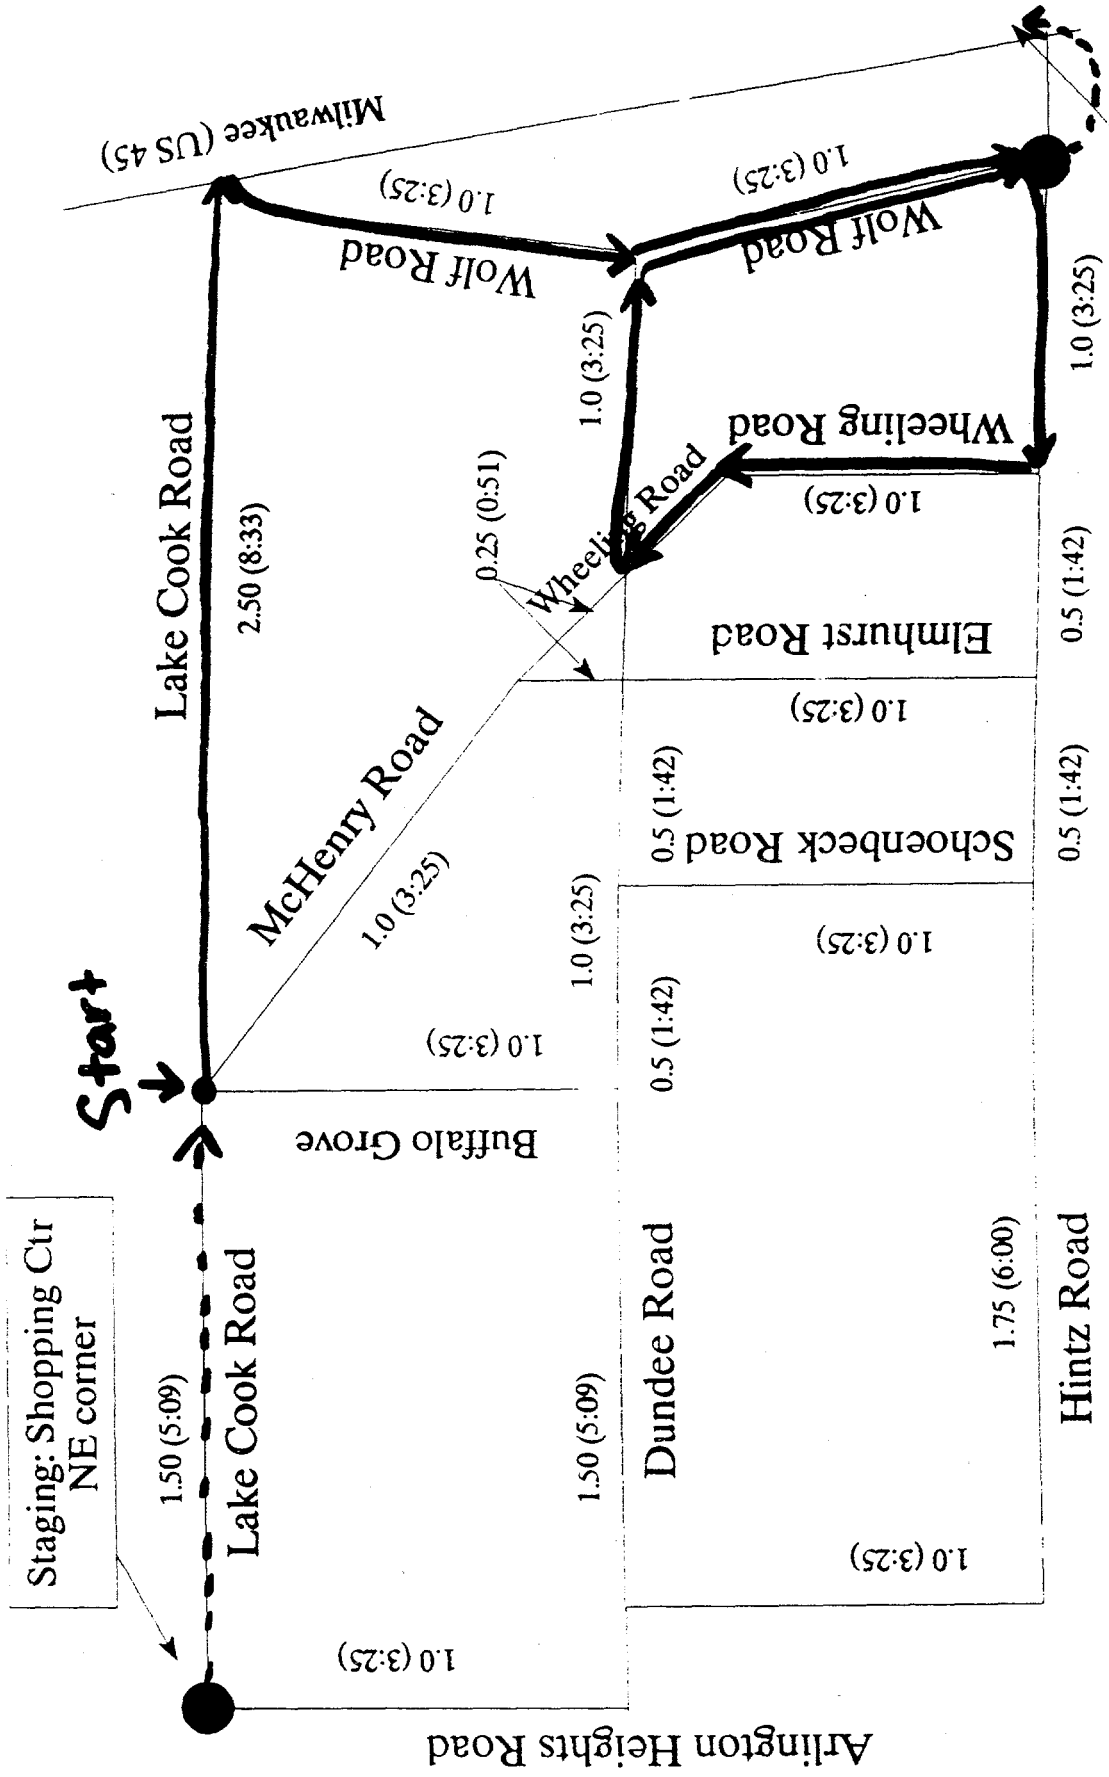 Staging: Shopping Ctr
NE corner
Start
Milwaukee (US 45)
Lake Cook Road
2.50 (8:33)
1.50 (5:09)
Lake Cook Road
1.0 (3:25)
Wolf Road
1.0 (3:25)
Wolf Road
1.0 (3:25)
1.0 (3:25)
Wheeling Road
1.0 (3:25)
Wheeling Road
0.25 (0:51)
McHenry Road
1.0 (3:25)
Elmhurst Road
1.0 (3:25)
0.5 (1:42)
0.5 (1:42)
Schoenbeck Road
1.0 (3:25)
0.5 (1:42)
1.0 (3:25)
0.5 (1:42)
Buffalo Grove
1.0 (3:25)
1.50 (5:09)
Dundee Road
1.75 (6:00)
Hintz Road
1.0 (3:25)
1.0 (3:25)
Arlington Heights Road